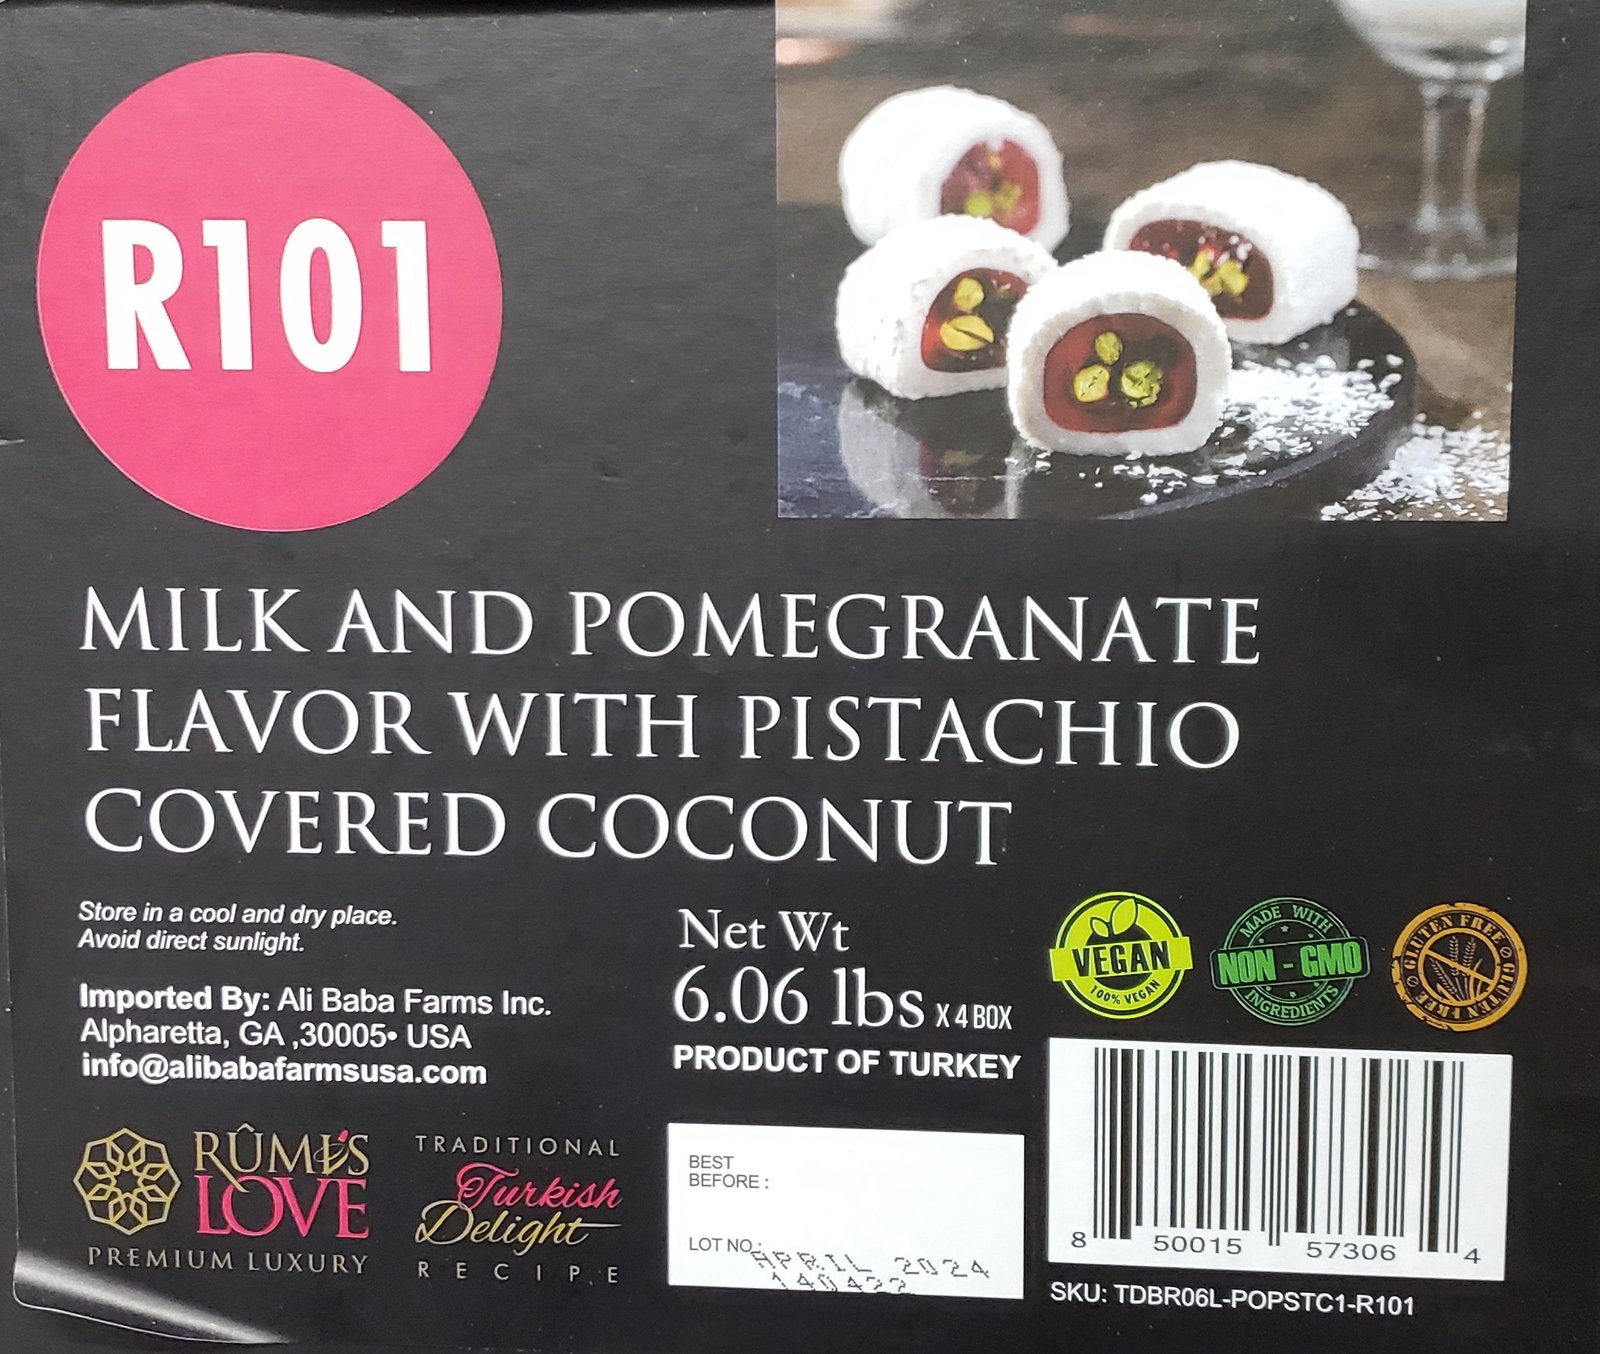 R101
MILK AND POMEGRANATE
FLAVOR WITH PISTACHIO
COVERED COCONUT
Store in a cool and dry place.
Avoid direct sunlight.
Imported By: Ali Baba Farms Inc.
Alpharetta, GA ,30005• USA
info@alibabafarmsusa.com
RÛMI'S
LOVE
PREMIUM LUXURY
TRADITIONAL
Turkish
Delight
RECIPE
Net Wt
6.06 lbs X 4 BOX
PRODUCT OF TURKEY
BEST
BEFORE :
LOT NO :
APRIL 2024
140422
VEGAN
100% VEGAN
MADE WITH
NON - GMO
INGREDIENTS
GLUTEN FREE
GLUTEN FREE
8 50015 57306 4
SKU: TDBR06L-POPSTC1-R101